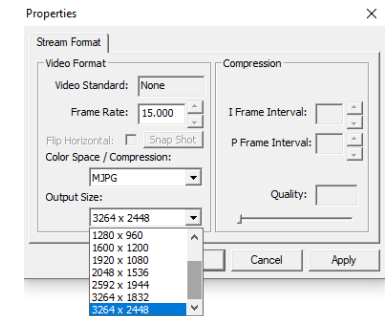 Properties
Stream Format
Video Format
Video Standard: None
Frame Rate: 15.000
Flip Horizontal: Snap Shot
Color Space / Compression:
MJPG
Output Size:
3264 x 2448
1280 x 960
1600 x 1200
1920 x 1080
2048 x 1536
2592 x 1944
3264 x 1832
3264 x 2448
Compression
I Frame Interval:
P Frame Interval:
Quality:
Cancel
Apply